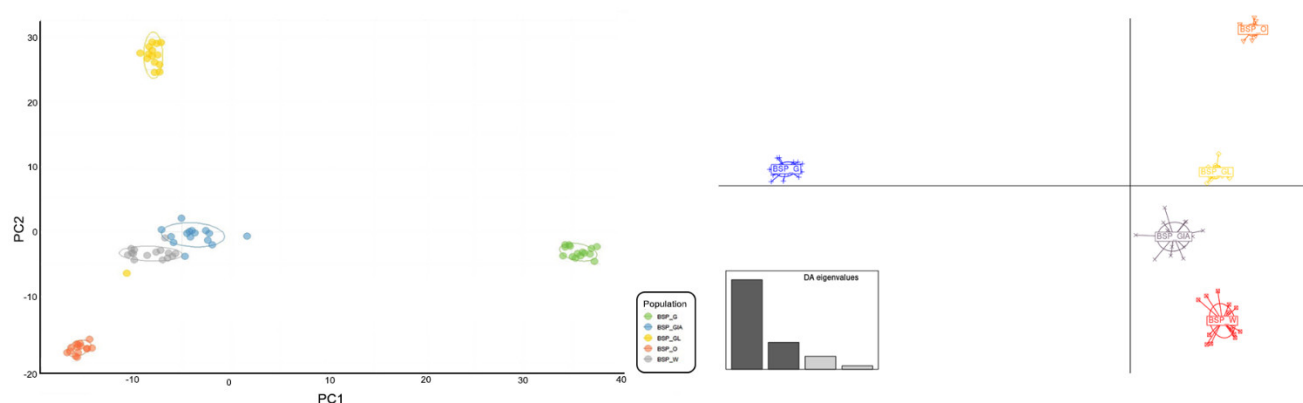 30
20
10
0
-10
-20
PC2
-10
0
10
20
30
40
PC1
Population
BSP_G
BSP_GIA
BSP_GL
BSP_O
BSP_W
BSP_O
BSP_G
BSP_GL
BSP_GIA
BSP_W
DA eigenvalues